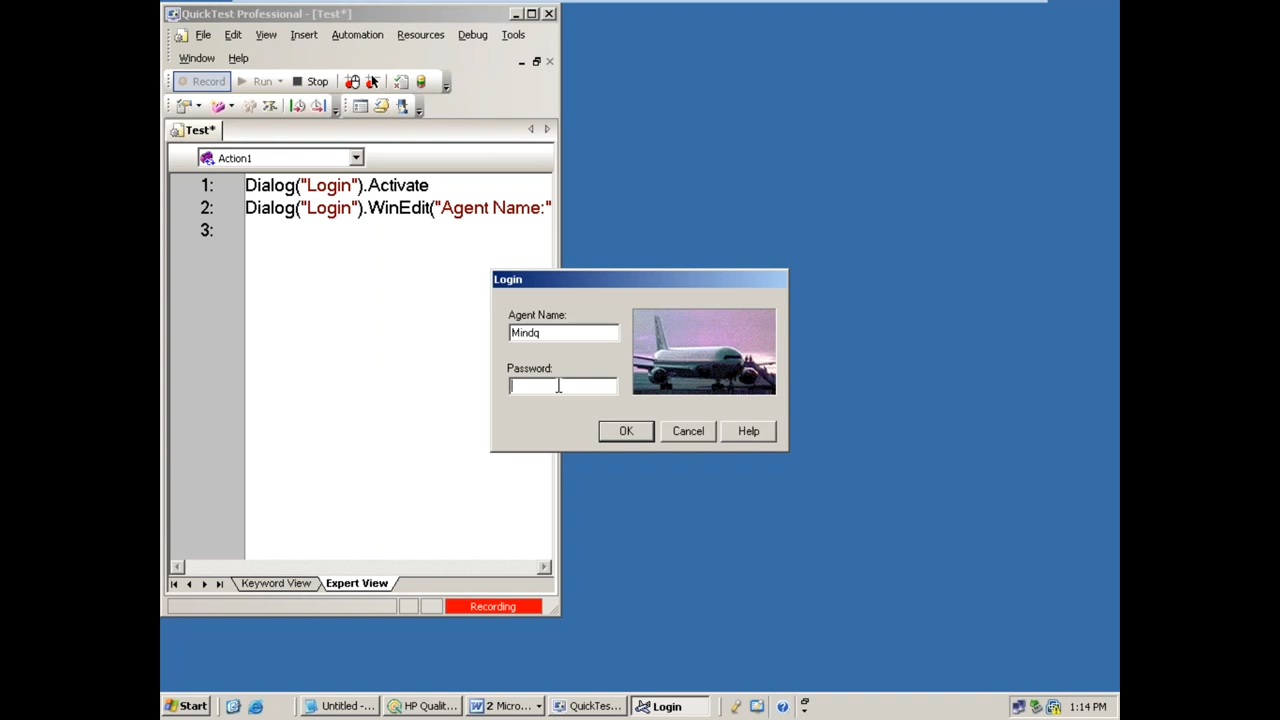 QuickTest Professional - [Test*]
File Edit View Insert Automation Resources Debug Tools
Window Help
Record Run Stop
Test*
Action1
1: Dialog("Login").Activate
2: Dialog("Login").WinEdit("Agent Name:"
3:
Login
Agent Name:
Mindq
Password:
OK Cancel Help
Keyword View Expert View
Recording
Start Untitled -... HP Qualit... 2 Micro... QuickTes... Login 1:14 PM